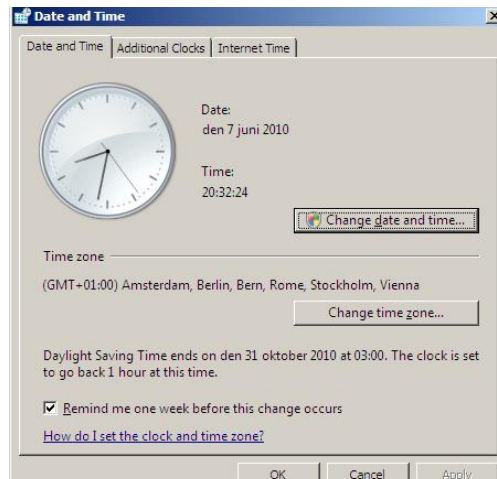 Date and Time
Date and Time Additional Clocks Internet Time
Date:
den 7 juni 2010
Time:
20:32:24
Change date and time...
Time zone
(GMT+01:00) Amsterdam, Berlin, Bern, Rome, Stockholm, Vienna
Change time zone...
Daylight Saving Time ends on den 31 oktober 2010 at 03:00. The clock is set
to go back 1 hour at this time.
Remind me one week before this change occurs
How do I set the clock and time zone?
OK Cancel Apply